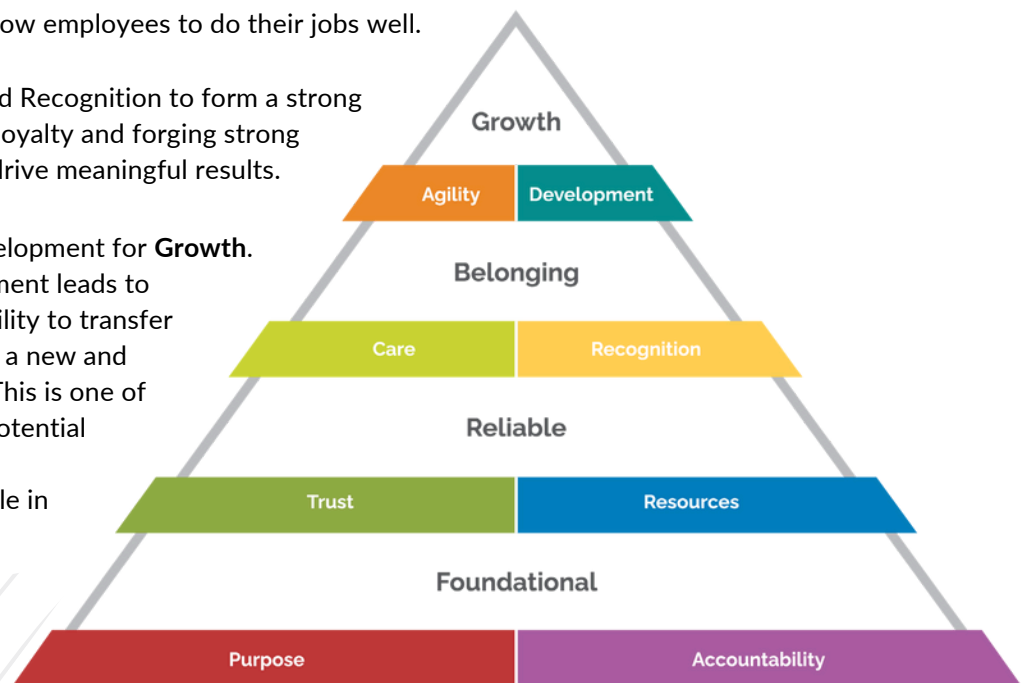 ow employees to do their jobs well.
d Recognition to form a strong
oyalty and forging strong
drive meaningful results.
elopment for Growth.
ment leads to
ility to transfer
a new and
This is one of
otential
le in
Growth
Agility Development
Belonging
Care Recognition
Reliable
Trust Resources
Foundational
Purpose Accountability